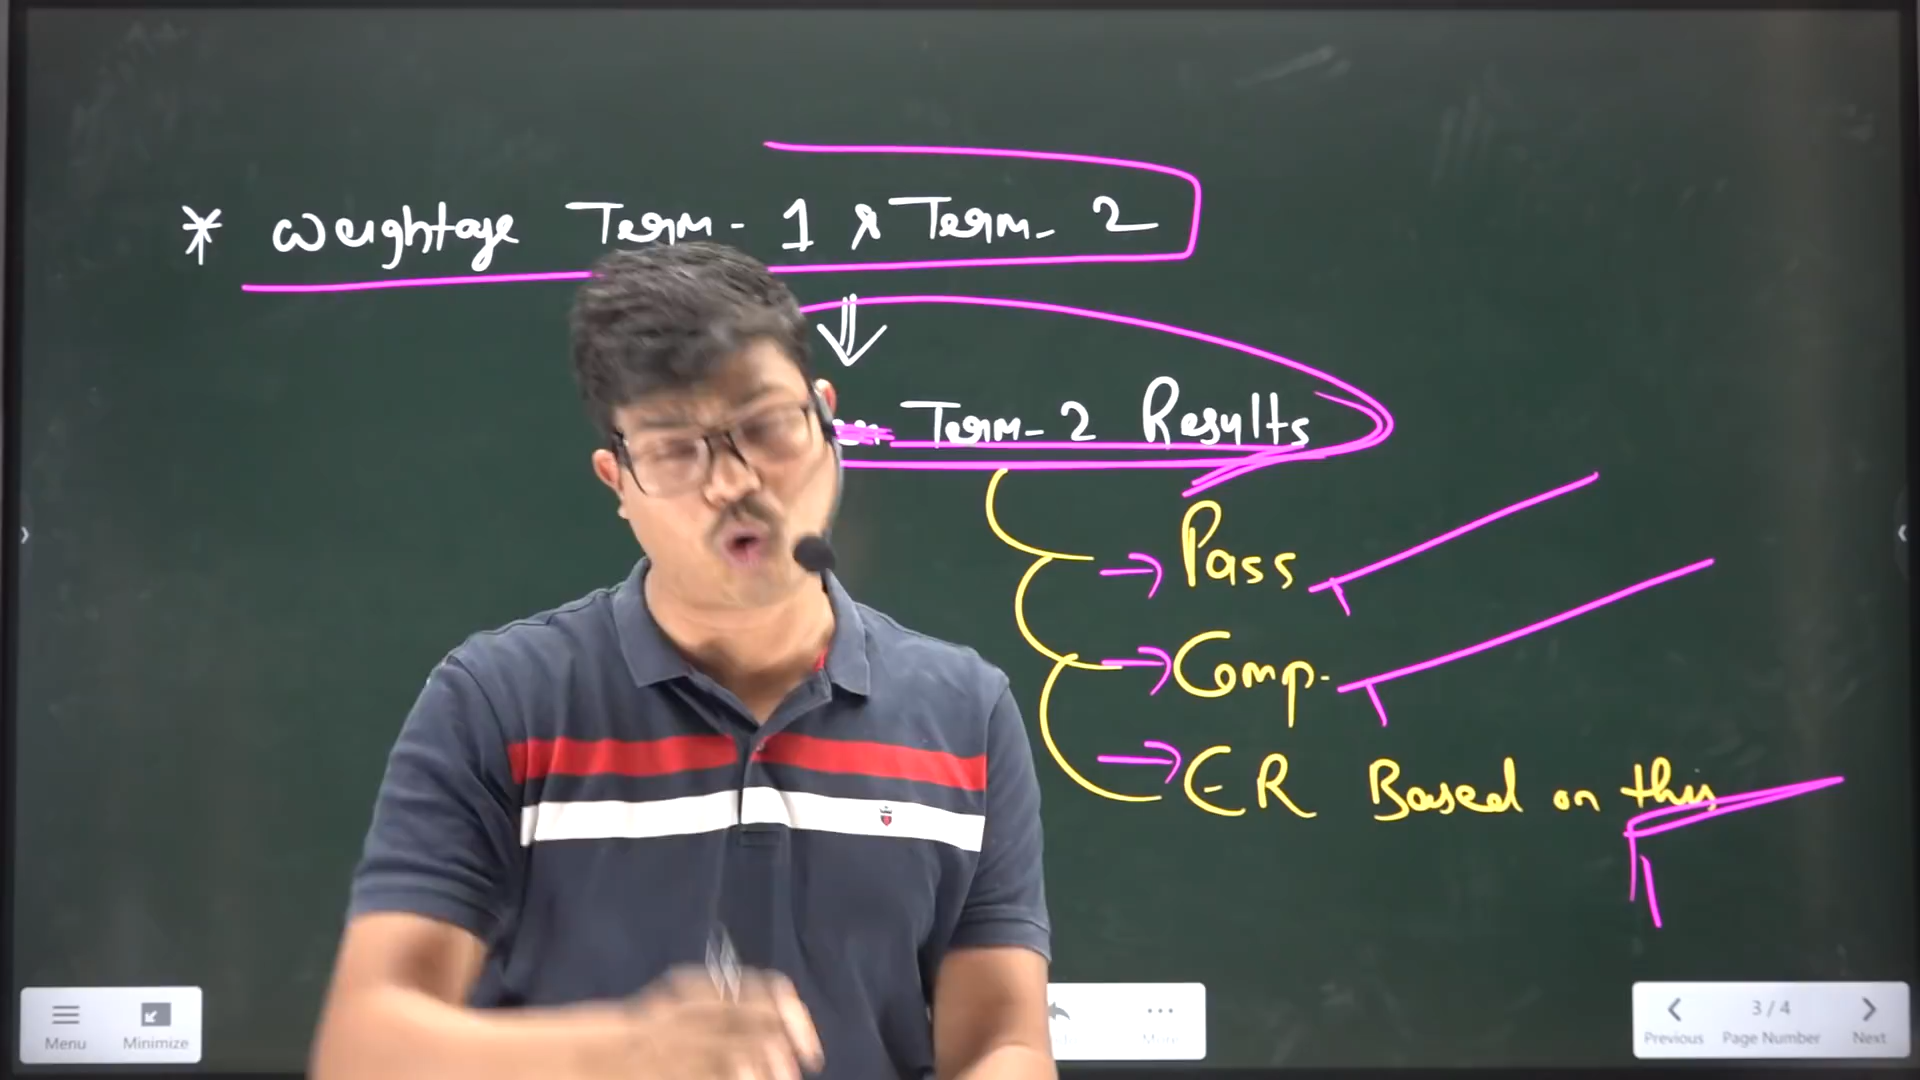 * Weightage Term - 1 & Term - 2
Term - 2 Results
→ Pass
→ Comp.
→ ER Based on this
Menu
Minimize
More
3 / 4
Previous
Page Number
Next